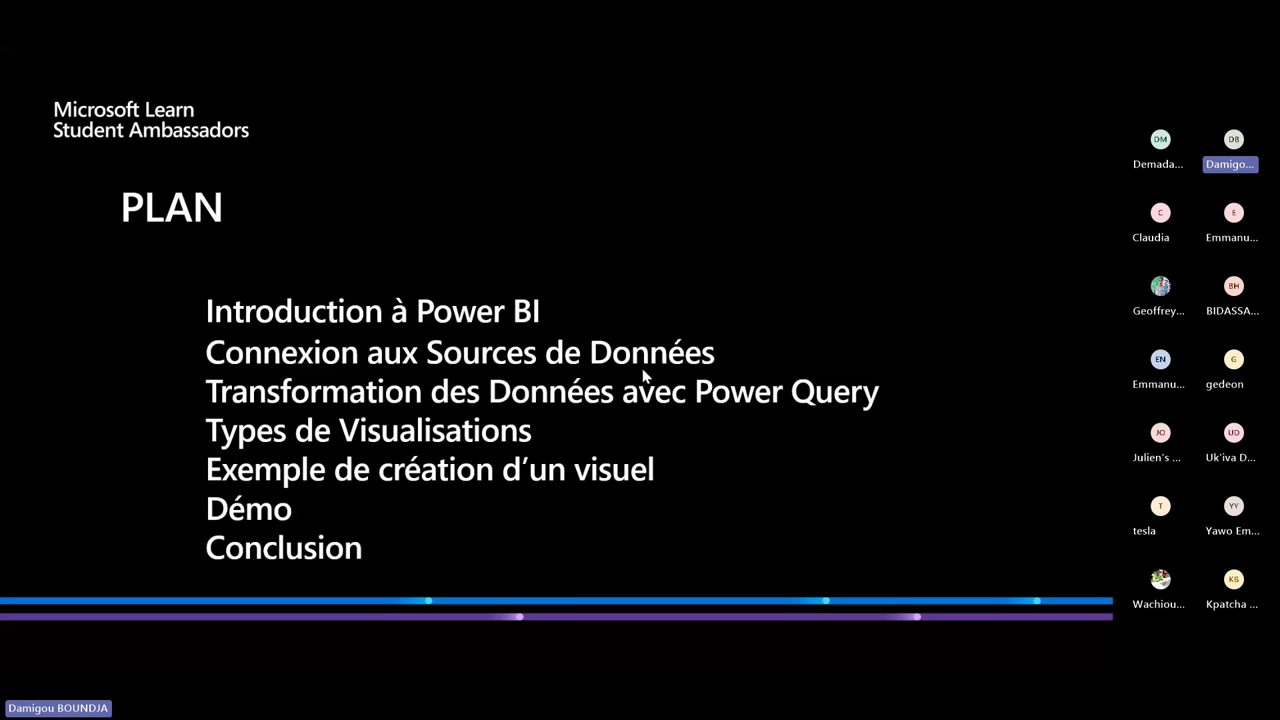 Microsoft Learn
Student Ambassadors
PLAN
Introduction à Power BI
Connexion aux Sources de Données
Transformation des Données avec Power Query
Types de Visualisations
Exemple de création d’un visuel
Démo
Conclusion
DM
DB
Demada...
Damigo...
C
E
Claudia
Emmanu...
BH
Geoffrey...
BIDASSA...
EN
G
Emmanu...
gedeon
JO
UD
Julien's ...
Uk'iva D...
T
YY
tesla
Yawo Em...
KB
Wachiou...
Kpatcha ...
Damigou BOUNDJA